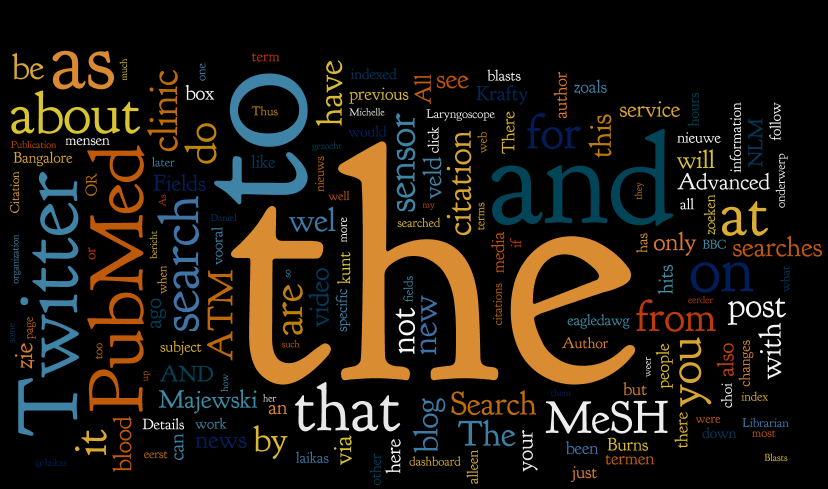 term
be
as
much
one
box
clinic
about
mensen
Publication
Bangalore
Citation
to
Thus
like
have
indexed
previous
Michelle
would
All
see
blasts
Krafty
Laryngoscope
author
zoals
service
hours
nieuwe
information
NLM
follow
onderwerp
do
later
Fields
OR
PubMed
Twitter
organization
or
As
bericht
when
ago
search
vooral
Daniel
ATM
gezocht
nieuws
well
wel
more
sensor
veld
click
my
searched
citation
terms
web
There
for
this
and
they
will
Advanced
all
zoeken
at
has
only
BBC
searches
the
are
so
such
video
specific
kunt
not
fields
new
media
citations
if
hits
on
what
eerder
from
post
with
eagledawg
Author
weer
people
you
also
choi
changes
index
some
zie
page
too
up
subject
AND
how
Majewski
her
an
that
blog
Search
The
MeSH
them
but
there
were
down
Librarian
most
Blasts
it
blood
Details
can
work
news
eerst
by
laikas
via
other
here
dashboard
alleen
your
been
Burns
termen
just
@laikas